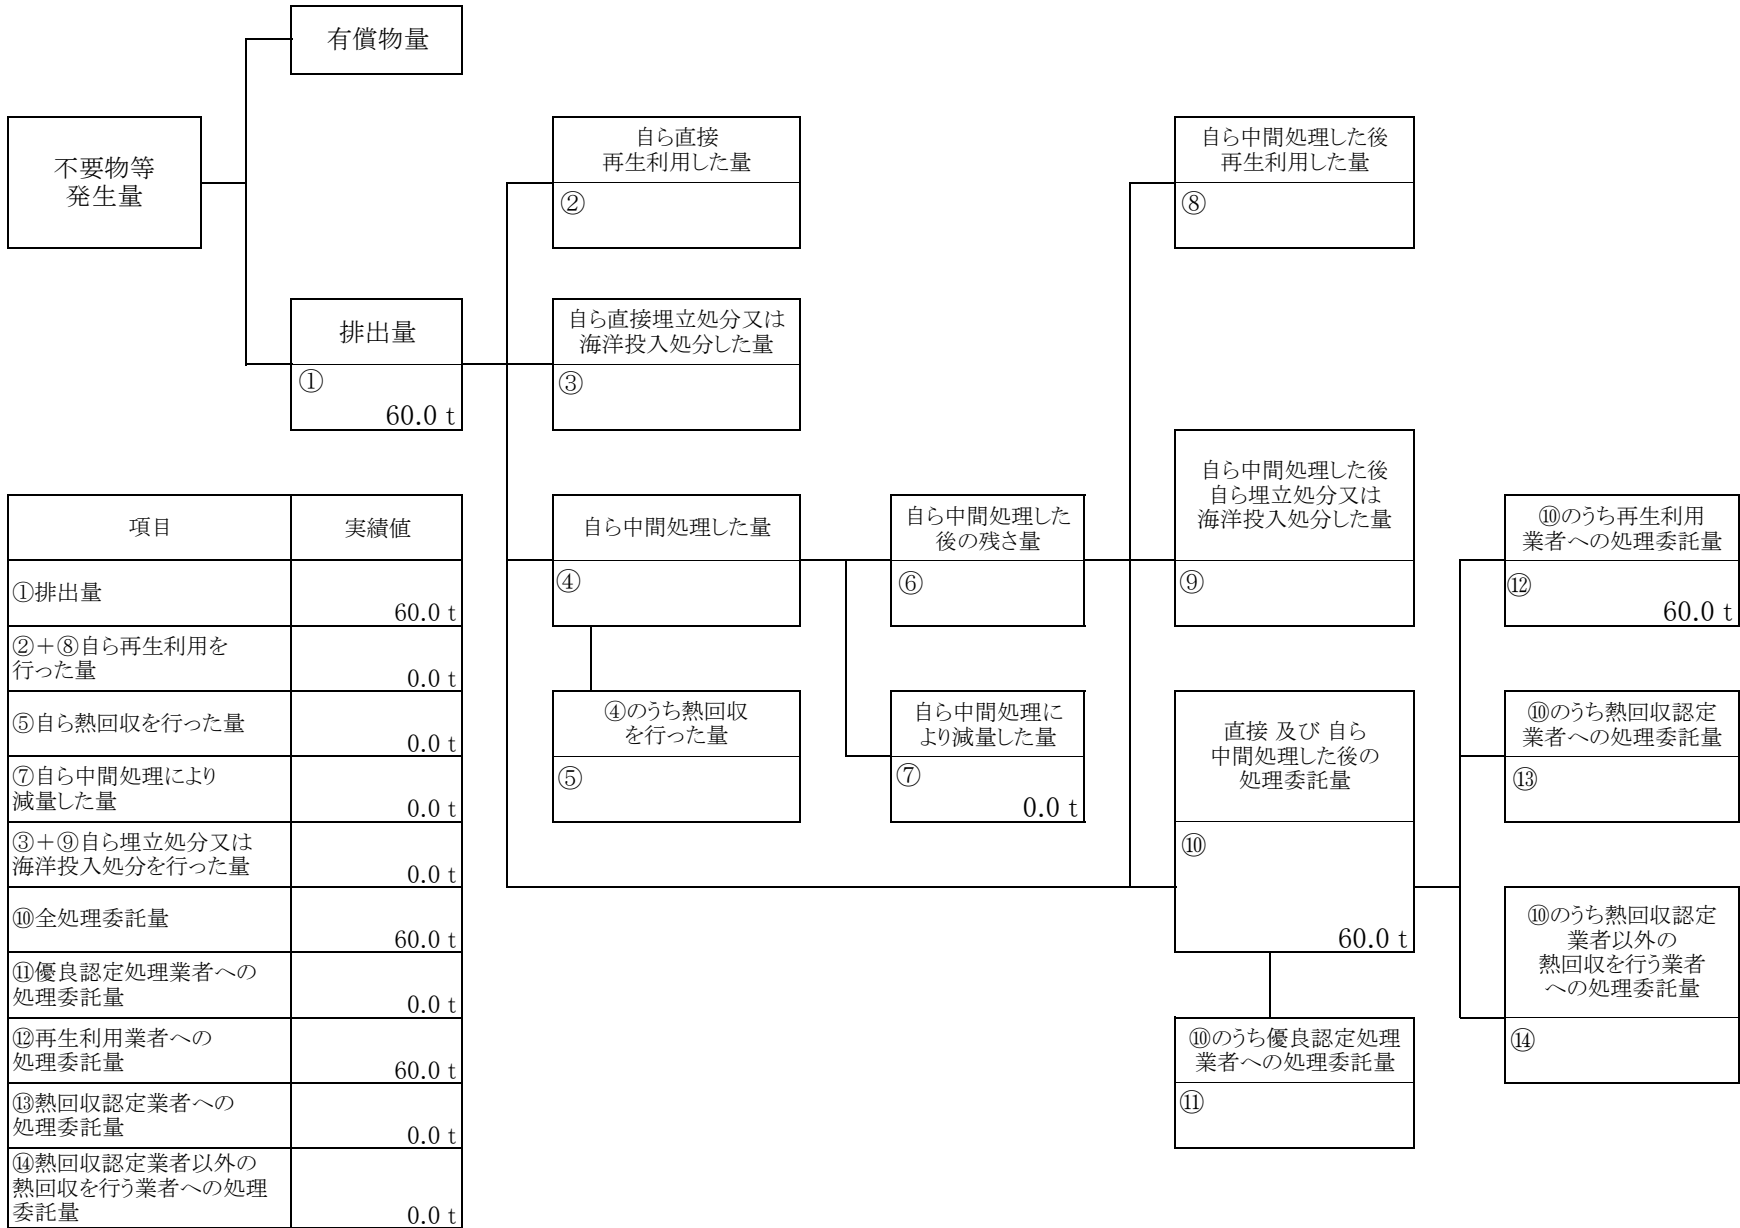 有償物量
不要物等
発生量
自ら直接
再生利用した量
②
自ら中間処理した後
再生利用した量
⑧
排出量
①
60.0 t
自ら直接埋立処分又は
海洋投入処分した量
③
自ら中間処理した量
④
自ら中間処理した
後の残さ量
⑥
自ら中間処理した後
自ら埋立処分又は
海洋投入処分した量
⑨
⑩のうち再生利用
業者への処理委託量
⑫
60.0 t
④のうち熱回収
を行った量
⑤
自ら中間処理に
より減量した量
⑦
0.0 t
直接 及び 自ら
中間処理した後の
処理委託量
⑩
60.0 t
⑩のうち熱回収認定
業者への処理委託量
⑬
⑩のうち熱回収認定
業者以外の
熱回収を行う業者
への処理委託量
⑭
⑩のうち優良認定処理
業者への処理委託量
⑪
項目 実績値
①排出量
60.0 t
②＋⑧自ら再生利用を
行った量
0.0 t
⑤自ら熱回収を行った量
0.0 t
⑦自ら中間処理により
減量した量
0.0 t
③＋⑨自ら埋立処分又は
海洋投入処分を行った量
0.0 t
⑩全処理委託量
60.0 t
⑪優良認定処理業者への
処理委託量
0.0 t
⑫再生利用業者への
処理委託量
60.0 t
⑬熱回収認定業者への
処理委託量
0.0 t
⑭熱回収認定業者以外の
熱回収を行う業者への処理
委託量
0.0 t